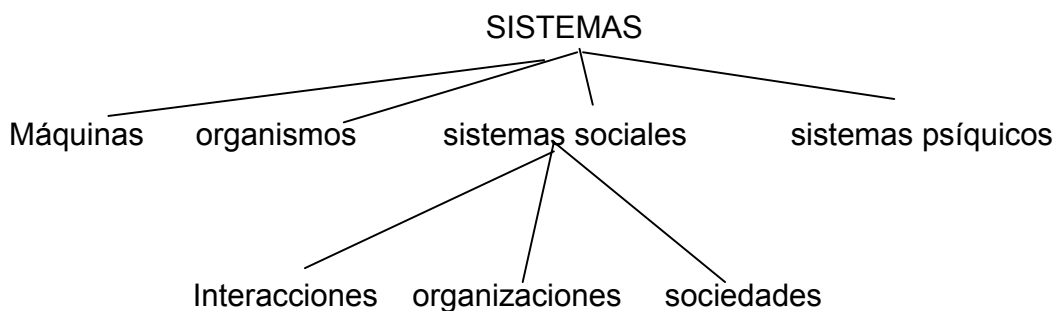 SISTEMAS
Máquinas organismos sistemas sociales sistemas psíquicos
Interacciones organizaciones sociedades